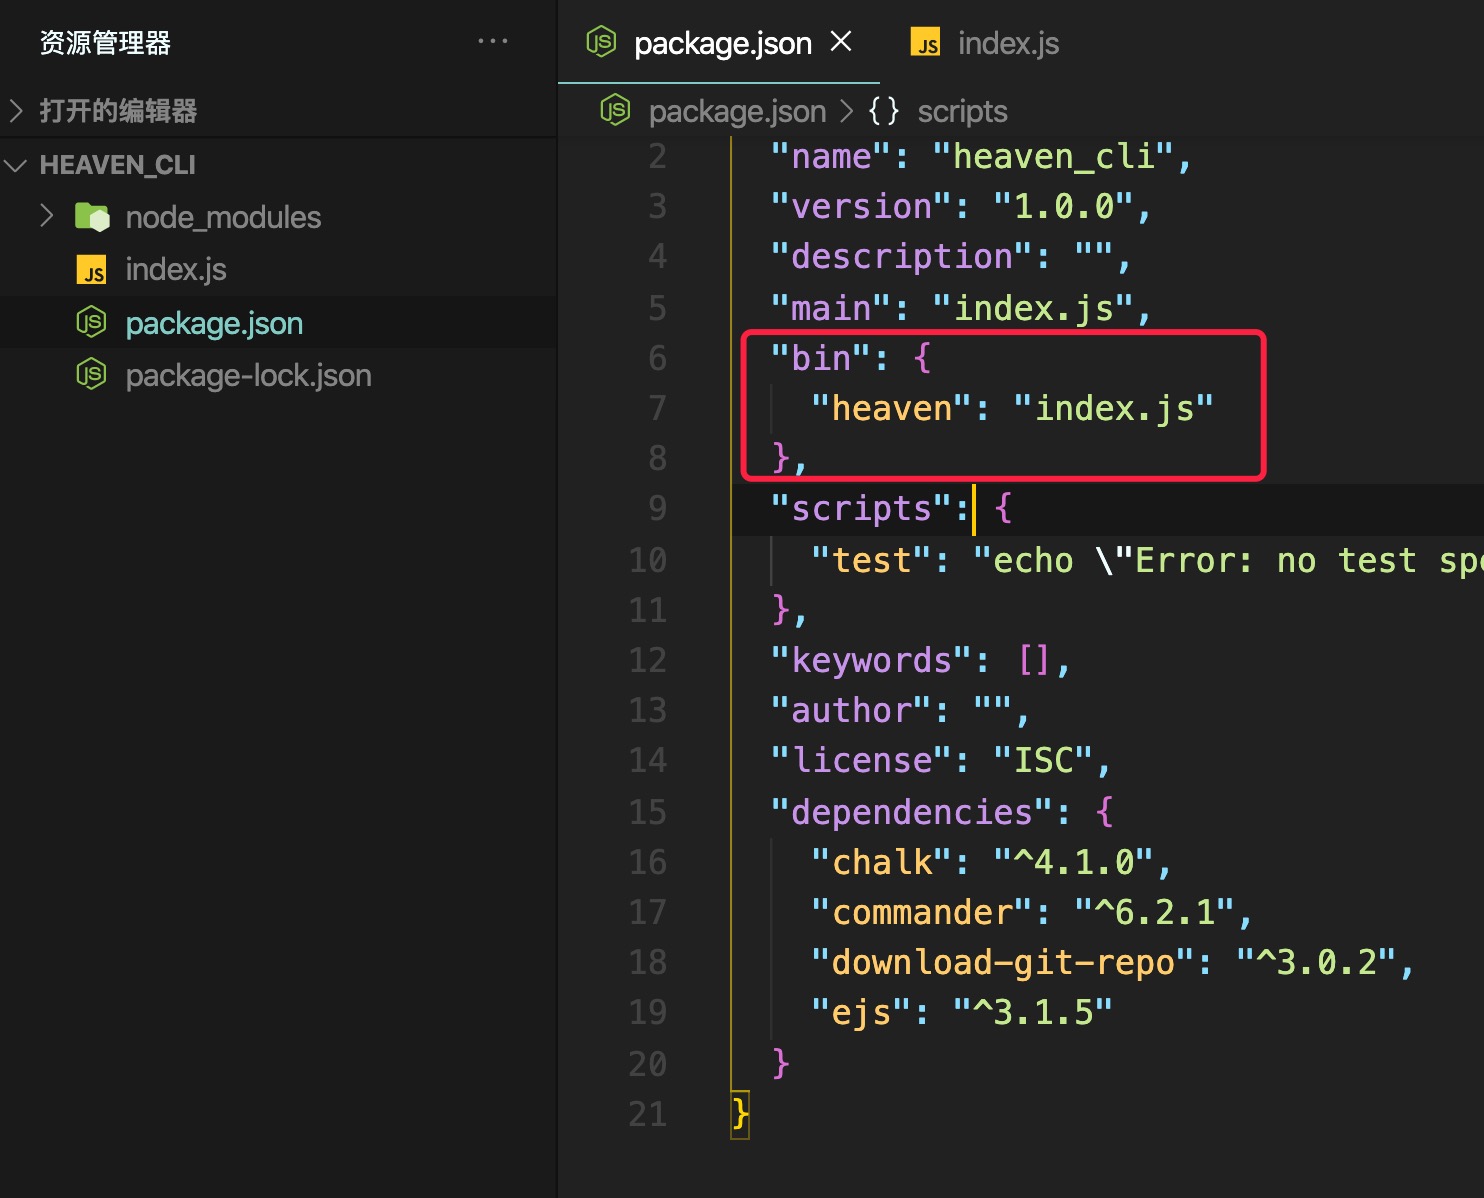 资源管理器 ...
打开的编辑器
HEAVEN_CLI
node_modules
JS index.js
JS package.json
JS package-lock.json
JS package.json JS index.js
JS package.json > {} scripts
2 "name": "heaven_cli",
3 "version": "1.0.0",
4 "description": "",
5 "main": "index.js",
6 "bin": {
7 "heaven": "index.js"
8 },
9 "scripts": {
10 "test": "echo \"Error: no test
11 },
12 "keywords": [],
13 "author": "",
14 "license": "ISC",
15 "dependencies": {
16 "chalk": "^4.1.0",
17 "commander": "^6.2.1",
18 "download-git-repo": "^3.0.2",
19 "ejs": "^3.1.5"
20 }
21 }